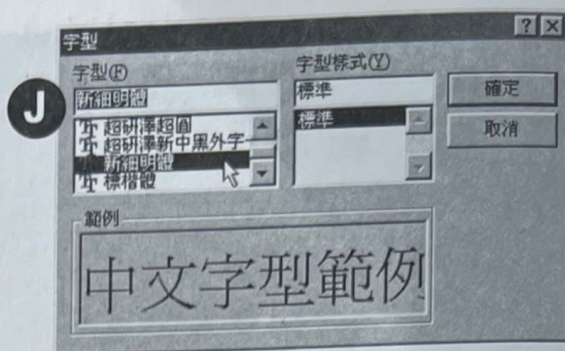 字型
字型(F)
新細明體
超研澤超圓
超研澤新中黑外字
新細明體
標楷體
字型樣式(Y)
標準
標準
確定
取消
J
範例
中文字型範例